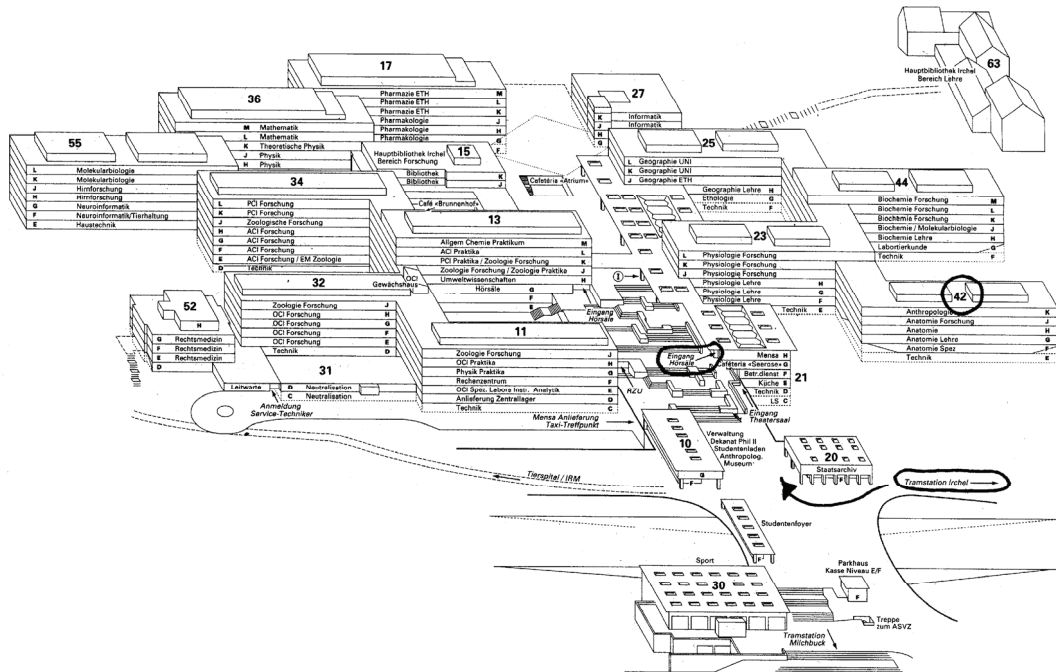 17
Pharmazie ETH M
Pharmazie ETH L
Pharmazie ETH K
Pharmakologie J
Pharmakologie H
Pharmakologie G
F
36
M Mathematik
L Mathematik
K Theoretische Physik
J Physik
H Physik
55
L Molekularbiologie
K Molekularbiologie
J Hirnforschung
H Hirnforschung
G Neuroinformatik
F Neuroinformatik/Tierhaltung
E Haustechnik
15
Hauptbibliothek Irchel
Bereich Forschung
Bibliothek K
Bibliothek J
34
L PCI Forschung
K PCI Forschung
J Zoologische Forschung
H ACI Forschung
G ACI Forschung
F ACI Forschung
E ACI Forschung / EM Zoologie
D Technik
Café «Brunnenhof»
13
Allgem Chemie Praktikum M
ACI Praktika L
PCI Praktika / Zoologie Forschung K
Zoologie Forschung / Zoologie Praktika J
Umweltwissenschaften H
Hörsäle G
F
E
OCI
Gewächshaus
32
Zoologie Forschung J
OCI Forschung H
OCI Forschung G
OCI Forschung F
OCI Forschung E
Technik D
52
H
G Rechtsmedizin
F Rechtsmedizin
E Rechtsmedizin
D
31
Leitwarte
D Neutralisation
C Neutralisation
Anmeldung
Service-Techniker
11
Zoologie Forschung J
OCI Praktika H
Physik Praktika G
Rechenzentrum F
OCI Spez. Labors Instr. Analytik E
Anlieferung Zentrallager D
Technik C
RZU
Mensa Anlieferung
Taxi-Treffpunkt
27
K Informatik
J Informatik
H
G
Cafetéria «Atrium»
25
L Geographie UNI
K Geographie UNI
J Geographie ETH
Geographie Lehre H
Ethnologie G
Technik F
63
Hauptbibliothek Irchel
Bereich Lehre
44
Biochemie Forschung M
Biochemie Forschung L
Biochemie Forschung K
Biochemie / Molekularbiologie J
Biochemie Lehre H
Labortierkunde G
Technik F
23
L Physiologie Forschung
K Physiologie Forschung
J Physiologie Forschung
Physiologie Lehre H
Physiologie Lehre G
Physiologie Lehre F
Technik E
42
Anthropologie K
Anatomie Forschung J
Anatomie H
Anatomie Lehre G
Anatomie Spez F
Technik E
I
Eingang
Hörsäle
Eingang
Hörsäle
Mensa H
Cafetéria «Seerose» G
Betr.dienst F
Küche E
Technik D
LS C
21
Eingang
Theatersaal
10
G
F
Verwaltung
Dekanat Phil II
Studentenladen
Anthropolog.
Museum
20
Staatsarchiv
F
Tramstation Irchel
Tierspital / IRM
Studentenfoyer
F
Sport
30
Parkhaus
Kasse Niveau E/F
F
Treppe
zum ASVZ
Tramstation
Milchbuck